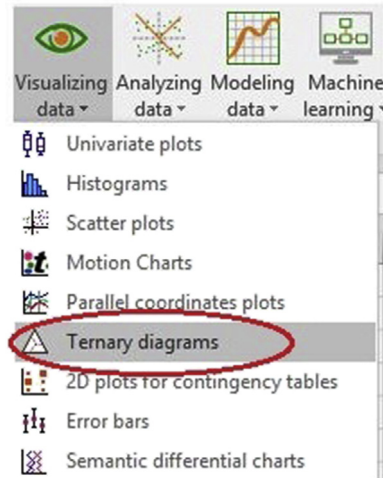 Visualizing Analyzing Modeling Machine
data data data learning
Univariate plots
Histograms
Scatter plots
Motion Charts
Parallel coordinates plots
Ternary diagrams
2D plots for contingency tables
Error bars
Semantic differential charts